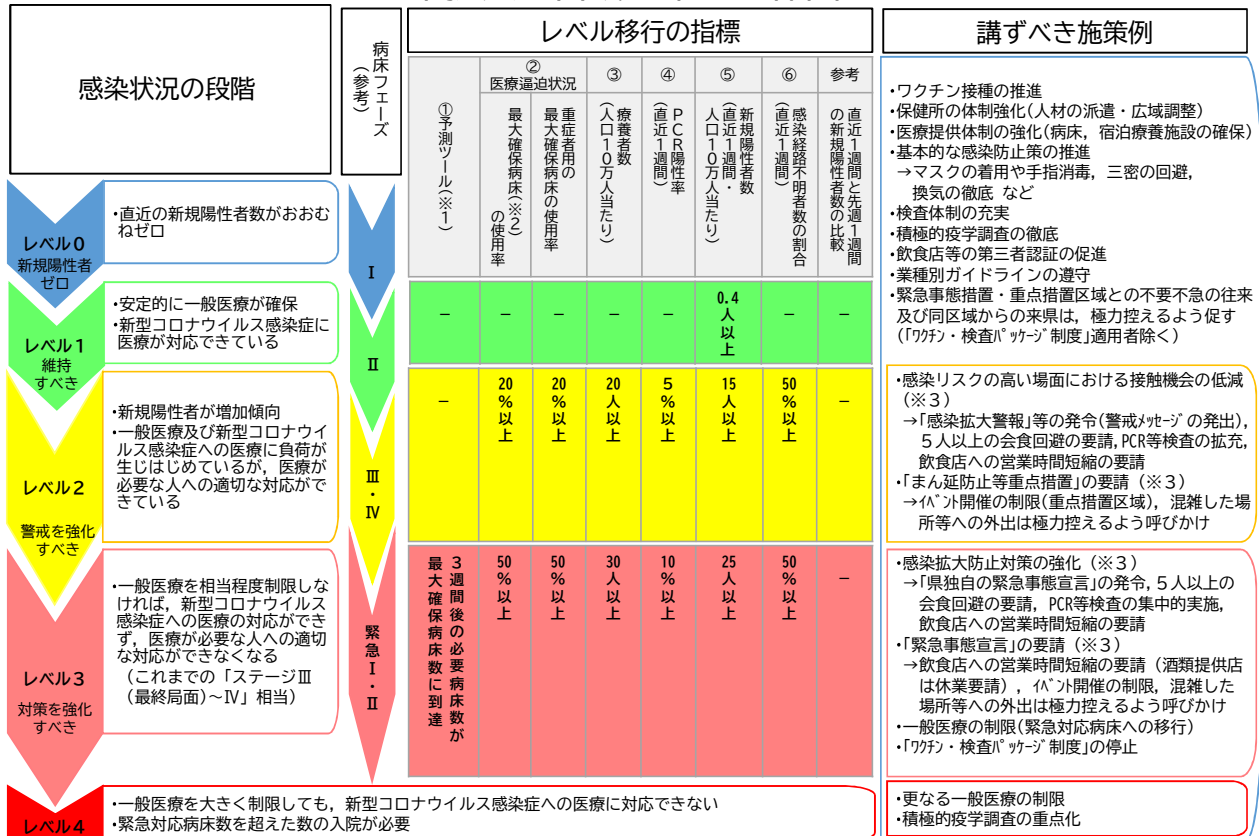 感染状況の段階
病床フェーズ
(参考)
レベル移行の指標
講ずべき施策例
①予測ツール(※1)
②
医療逼迫状況
最大確保病床(※2)
の使用率
重症者用の
最大確保病床の使用率
③
療養者数
(人口10万人当たり)
④
PCR陽性率
(直近1週間)
⑤
新規陽性者数
(直近1週間・
人口10万人当たり)
⑥
感染経路不明者数の割合
(直近1週間)
参考
直近1週間と先週1週間
の新規陽性者数の比較
レベル0
新規陽性者
ゼロ
・直近の新規陽性者数がおおむ
ねゼロ
Ⅰ
レベル1
維持
すべき
・安定的に一般医療が確保
・新型コロナウイルス感染症に
医療が対応できている
Ⅱ
－
－
－
－
－
0.4人以上
－
－
・ワクチン接種の推進
・保健所の体制強化(人材の派遣・広域調整)
・医療提供体制の強化(病床，宿泊療養施設の確保)
・基本的な感染防止策の推進
→マスクの着用や手指消毒，三密の回避，
換気の徹底 など
・検査体制の充実
・積極的疫学調査の徹底
・飲食店等の第三者認証の促進
・業種別ガイドラインの遵守
・緊急事態措置・重点措置区域との不要不急の往来
及び同区域からの来県は，極力控えるよう促す
(「ﾜｸﾁﾝ・検査ﾊﾟｯｹｰｼﾞ制度」適用者除く)
レベル2
警戒を強化
すべき
・新規陽性者が増加傾向
・一般医療及び新型コロナウイ
ルス感染症への医療に負荷が
生じはじめているが，医療が
必要な人への適切な対応がで
きている
Ⅲ・Ⅳ
－
20%以上
20%以上
20人以上
5%以上
15人以上
50%以上
－
・感染リスクの高い場面における接触機会の低減
(※3)
→「感染拡大警報」等の発令(警戒ﾒｯｾｰｼﾞの発出)，
５人以上の会食回避の要請，PCR等検査の拡充，
飲食店への営業時間短縮の要請
・「まん延防止等重点措置」の要請（※3）
→ｲﾍﾞﾝﾄ開催の制限(重点措置区域)，混雑した場
所等への外出は極力控えるよう呼びかけ
レベル3
対策を強化
すべき
・一般医療を相当程度制限しな
ければ，新型コロナウイルス
感染症への医療の対応ができ
ず，医療が必要な人への適切
な対応ができなくなる
（これまでの「ステージⅢ
(最終局面)～Ⅳ」相当）
緊急Ⅰ・Ⅱ
3週間後の必要病床数が
最大確保病床数に到達
50%以上
50%以上
30人以上
10%以上
25人以上
50%以上
－
・感染拡大防止対策の強化（※3）
→「県独自の緊急事態宣言」の発令，５人以上の
会食回避の要請，PCR等検査の集中的実施，
飲食店への営業時間短縮の要請
・「緊急事態宣言」の要請（※3）
→飲食店への営業時間短縮の要請（酒類提供店
は休業要請），ｲﾍﾞﾝﾄ開催の制限，混雑した
場所等への外出は極力控えるよう呼びかけ
・一般医療の制限(緊急対応病床への移行)
・「ﾜｸﾁﾝ・検査ﾊﾟｯｹｰｼﾞ制度」の停止
レベル4
・一般医療を大きく制限しても，新型コロナウイルス感染症への医療に対応できない
・緊急対応病床数を超えた数の入院が必要
・更なる一般医療の制限
・積極的疫学調査の重点化